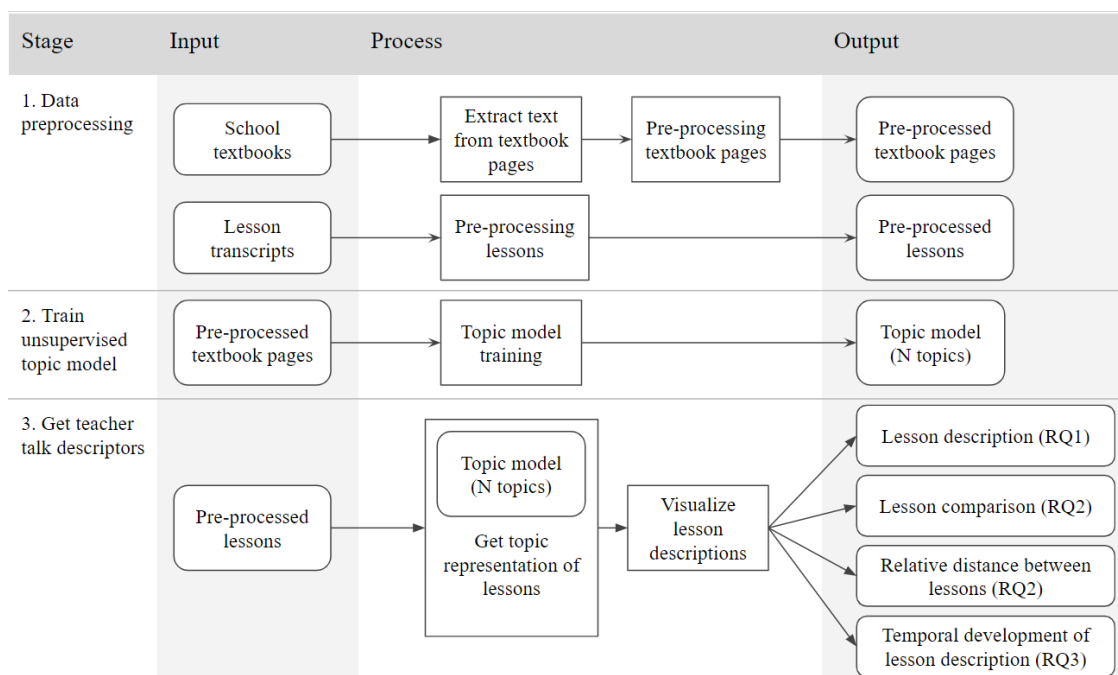 Stage Input Process Output
1. Data
preprocessing
School
textbooks
Extract text
from textbook
pages
Pre-processing
textbook pages
Pre-processed
textbook pages
Lesson
transcripts
Pre-processing
lessons
Pre-processed
lessons
2. Train
unsupervised
topic model
Pre-processed
textbook pages
Topic model
training
Topic model
(N topics)
3. Get teacher
talk descriptors
Pre-processed
lessons
Topic model
(N topics)
Get topic
representation of
lessons
Visualize
lesson
descriptions
Lesson description (RQ1)
Lesson comparison (RQ2)
Relative distance between
lessons (RQ2)
Temporal development of
lesson description (RQ3)